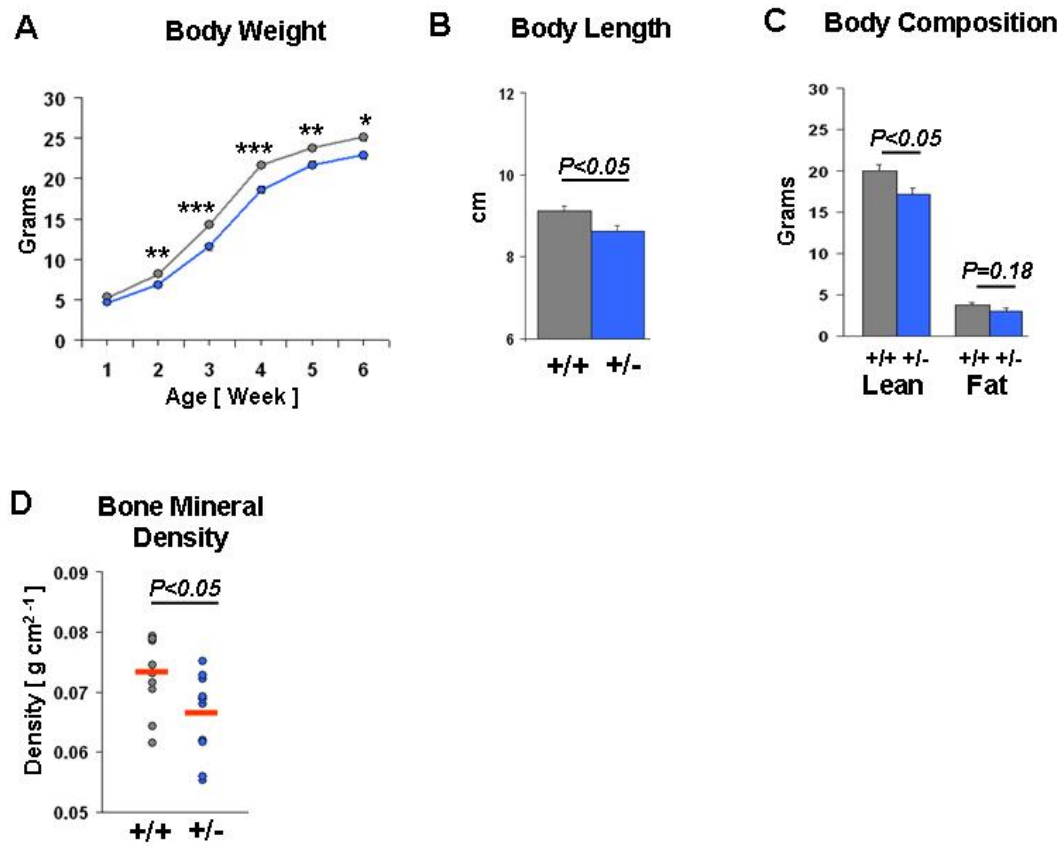 A
Body Weight
30
25
20
15
10
5
0
Grams
**
***
***
**
*
1 2 3 4 5 6
Age [ Week ]
B
Body Length
12
10
8
6
cm
P<0.05
+/+ +/-
C
Body Composition
30
25
20
15
10
5
0
Grams
P<0.05
P=0.18
+/+ +/- +/+ +/-
Lean Fat
D
Bone Mineral
Density
0.09
0.08
0.07
0.06
0.05
Density [ g cm² ⁻¹ ]
P<0.05
+/+ +/-